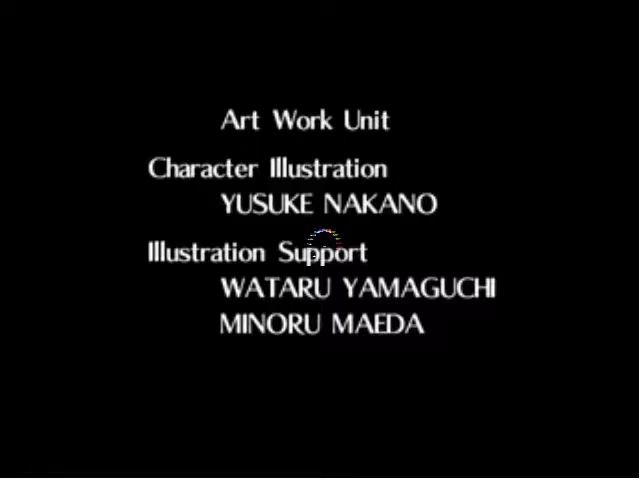 Art Work Unit
Character Illustration
YUSUKE NAKANO
Illustration Support
WATARU YAMAGUCHI
MINORU MAEDA